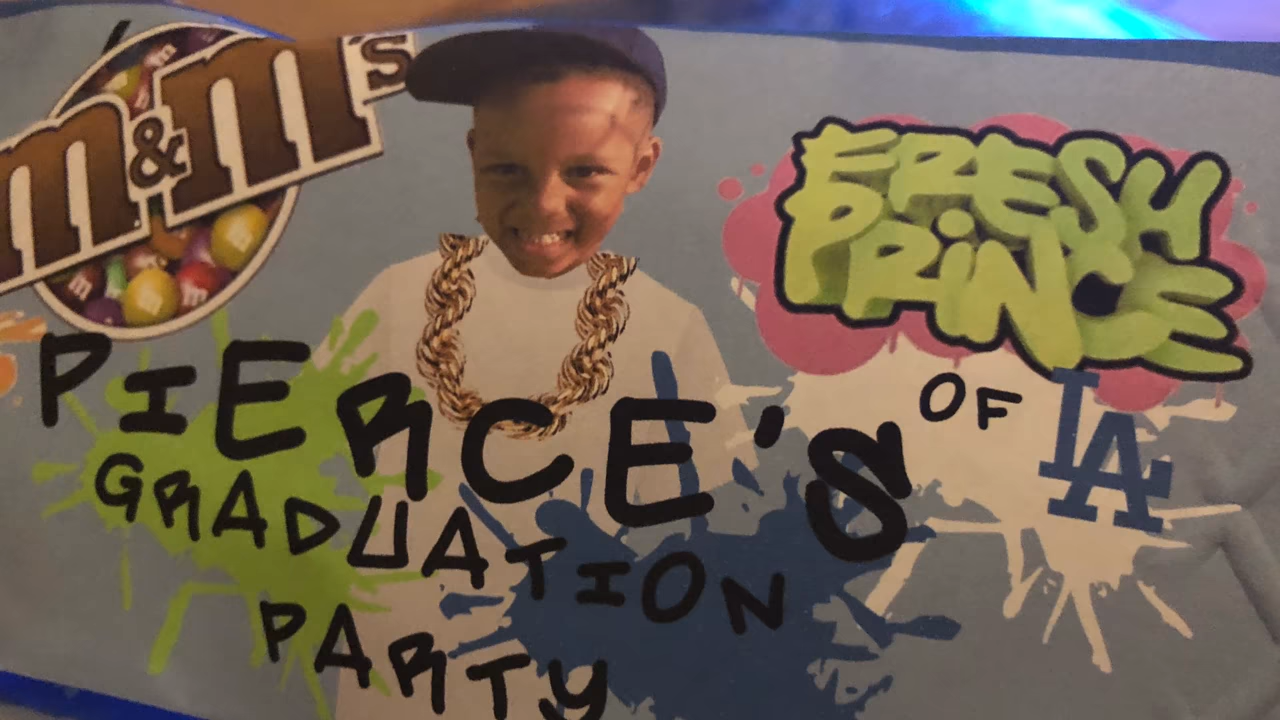 m&m's
FRESH
PRINCE
OF LA
PIERCE'S
GRADUATION
PARTY